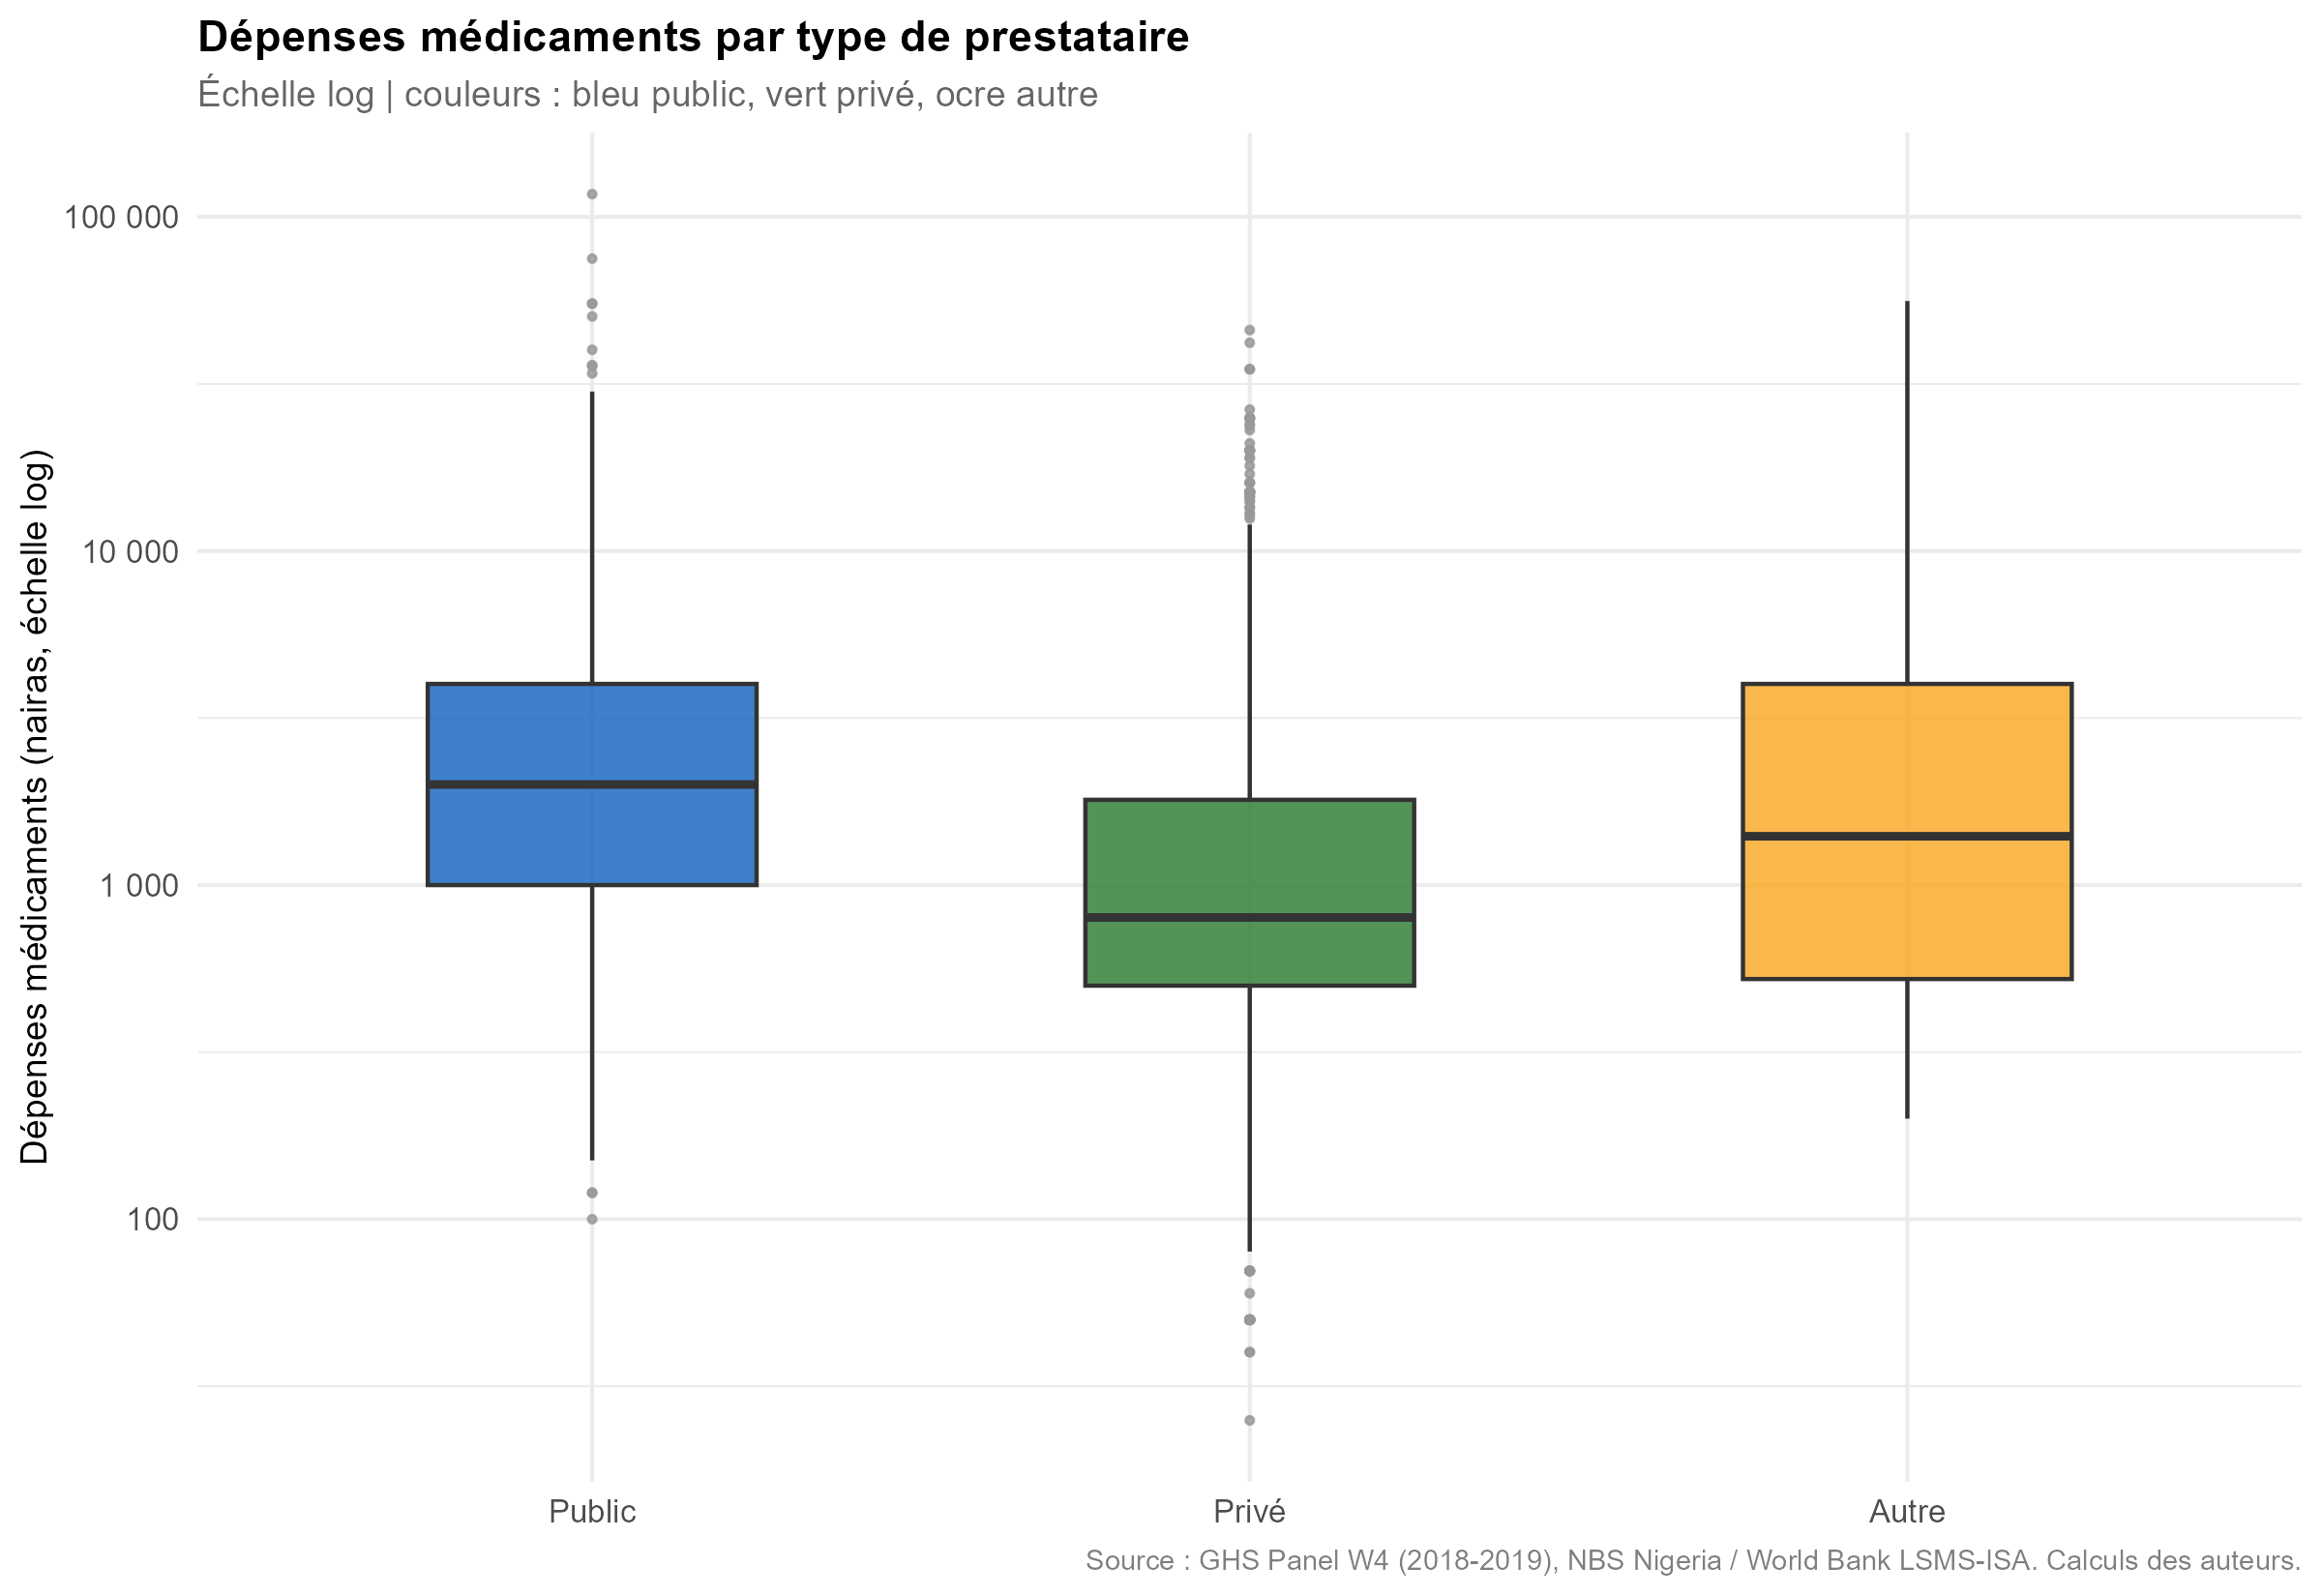 Dépenses médicaments par type de prestataire
Échelle log | couleurs : bleu public, vert privé, ocre autre
Dépenses médicaments (nairas, échelle log)
100 000
10 000
1 000
100
Public
Privé
Autre
Source : GHS Panel W4 (2018-2019), NBS Nigeria / World Bank LSMS-ISA. Calculs des auteurs.